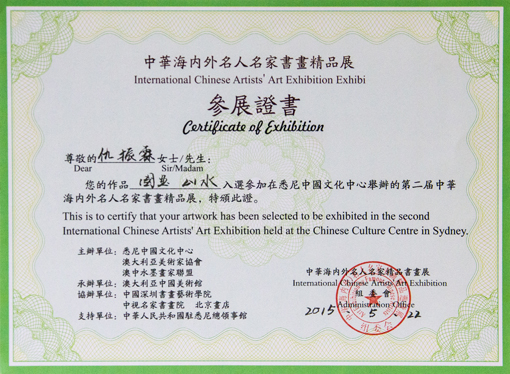 中華海内外名人名家書畫精品展
International Chinese Artists' Art Exhibition Exhibi
參展證書
Certificate of Exhibition
尊敬的仇振霖女士/先生:
Dear Sir/Madam
您的作品 国画 山水 入選參加在悉尼中國文化中心舉辦的第二届中華
海内外名人名家書畫精品展，特頒此證。
This is to certify that your artwork has been selected to be exhibited in the second
International Chinese Artists' Art Exhibition held at the Chinese Culture Centre in Sydney.
主辦單位：悉尼中國文化中心
澳大利亞美術家協會
澳中水墨畫家聯盟
承辦單位：澳大利亞中國美術館
協辦單位：中國深圳書畫藝術學院
中視名家書畫院 北京畫店
支持單位：中華人民共和國駐悉尼總領事館
中華海内外名人名家精品書畫展
International Chinese Artists Art Exhibition
組委會
Administration Office
2015.5.22